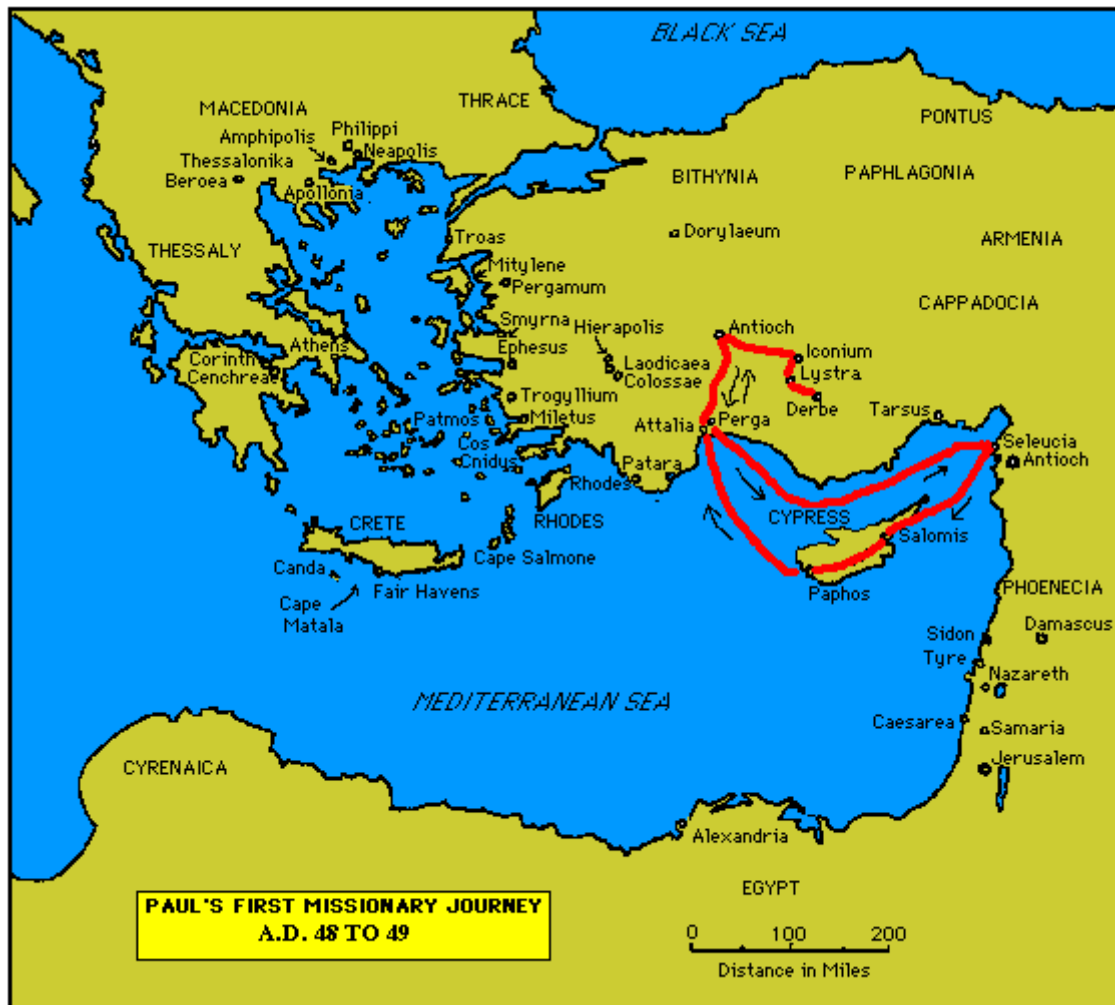 BLACK SEA
THRACE
MACEDONIA
PONTUS
Philippi
Amphipolis
Neapolis
Thessalonika
Beroea
Apollonia
BITHYNIA
PAPHLAGONIA
Dorylaeum
ARMENIA
Troas
THESSALY
Mitylene
Pergamum
CAPPADOCIA
Smyrna
Hierapolis
Antioch
Athens
Ephesus
Iconium
Corinth
Laodicaea
Lystra
Cenchreae
Colossae
Trogyllium
Derbe
Tarsus
Patmos
Miletus
Attalia
Perga
Cos
Seleucia
Cnidus
Patara
Antioch
Rhodes
CYPRESS
CRETE
RHODES
Salomis
Cape Salmone
Canda
Fair Havens
Paphos
PHOENECIA
Cape
Matala
Damascus
Sidon
Tyre
Nazareth
MEDITERRANEAN SEA
Caesarea
Samaria
Jerusalem
CYRENAICA
Alexandria
EGYPT
PAUL'S FIRST MISSIONARY JOURNEY
A.D. 48 TO 49
0 100 200
Distance in Miles